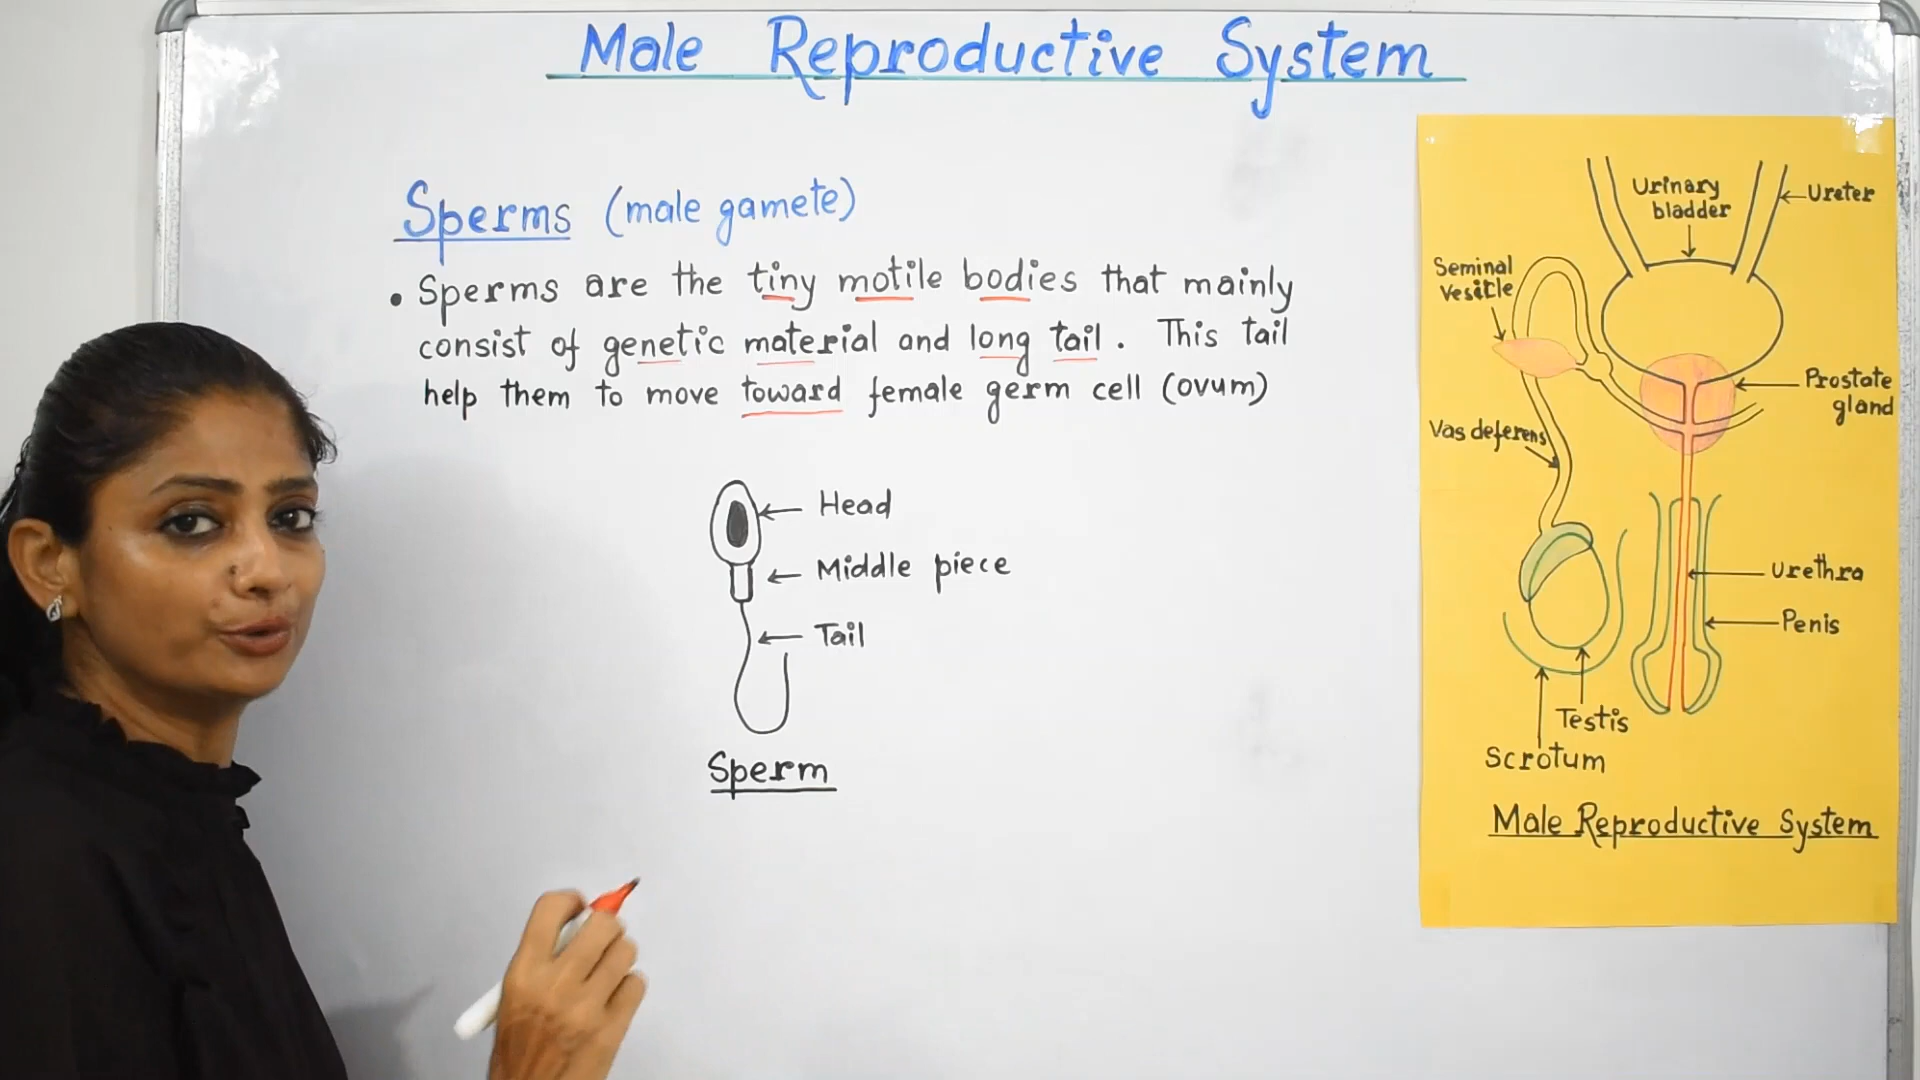 Male Reproductive System
Sperms (male gamete)
• Sperms are the tiny motile bodies that mainly
consist of genetic material and long tail. This tail
help them to move toward female germ cell (ovum)
Head
Middle piece
Tail
Sperm
Urinary
bladder
Ureter
Seminal
Vesicle
Prostate
gland
Vas deferens
Urethra
Penis
Testis
Scrotum
Male Reproductive System